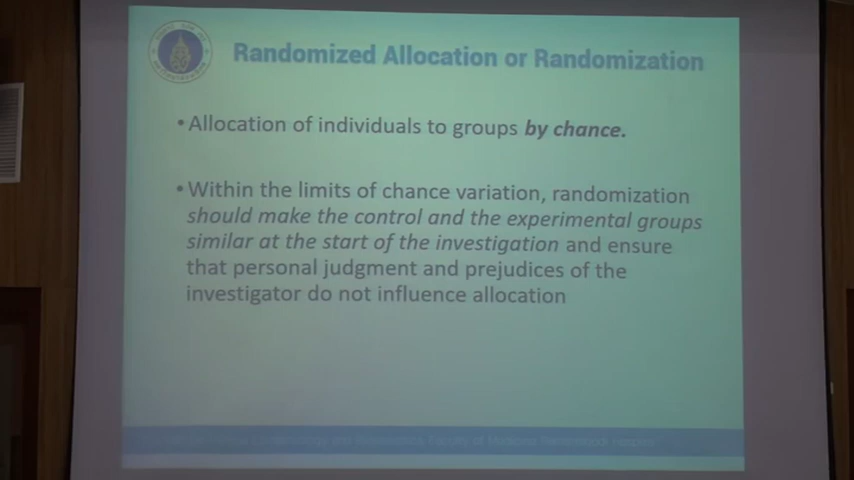 Randomized Allocation or Randomization
•Allocation of individuals to groups by chance.
•Within the limits of chance variation, randomization
should make the control and the experimental groups
similar at the start of the investigation and ensure
that personal judgment and prejudices of the
investigator do not influence allocation